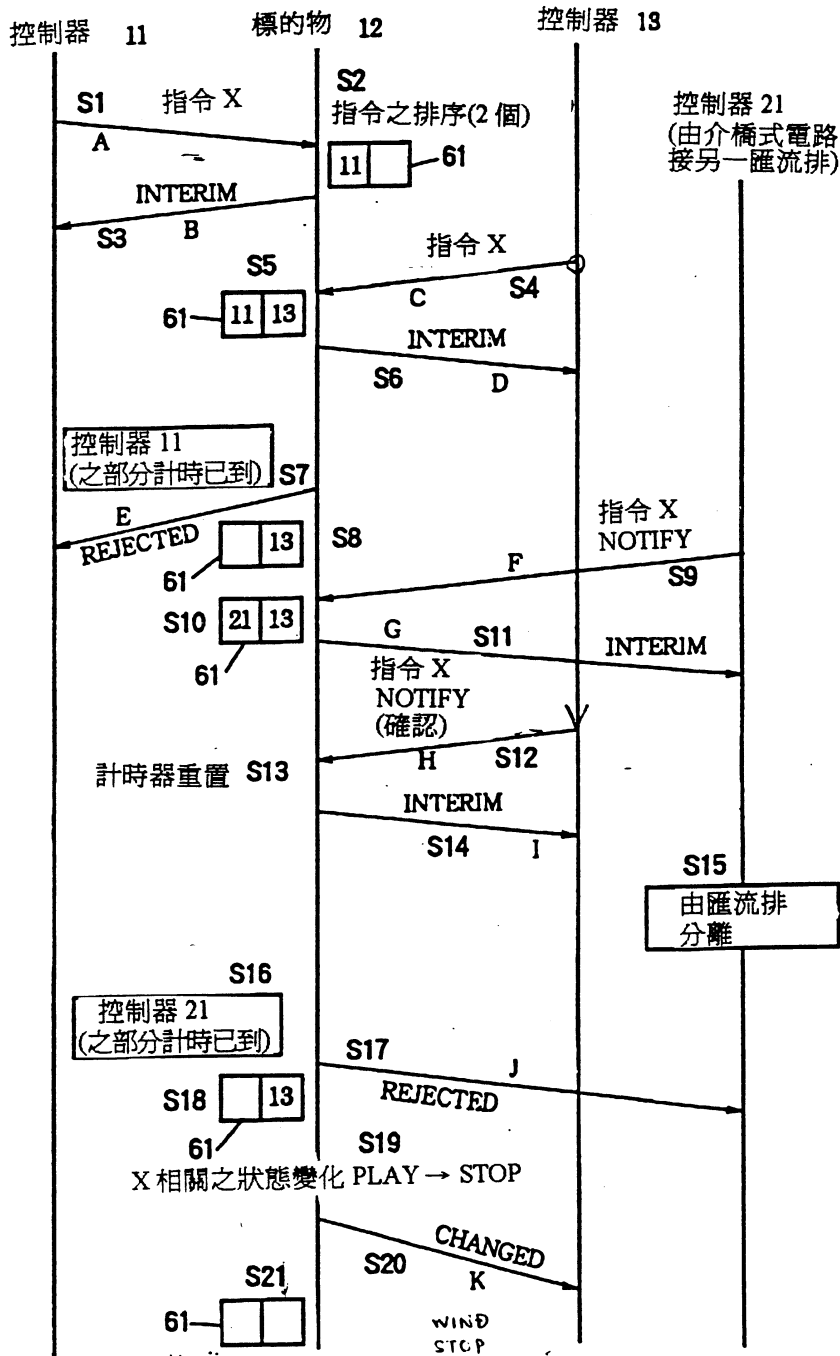 控制器 11
標的物 12
控制器 13
控制器 21
(由介橋式電路
接另一匯流排)
S1
指令 X
A
S2
指令之排序(2 個)
11
61
INTERIM
S3
B
指令 X
S4
C
S5
61
11 13
INTERIM
S6
D
控制器 11
(之部分計時已到)
S7
E
REJECTED
13
S8
61
指令 X
NOTIFY
S9
F
S10
21 13
61
G
S11
INTERIM
指令 X
NOTIFY
(確認)
S12
H
計時器重置 S13
INTERIM
S14
I
S15
由匯流排
分離
S16
控制器 21
(之部分計時已到)
S17
J
REJECTED
S18
13
61
S19
X 相關之狀態變化 PLAY → STOP
CHANGED
S20
K
S21
61
WIND
STOP